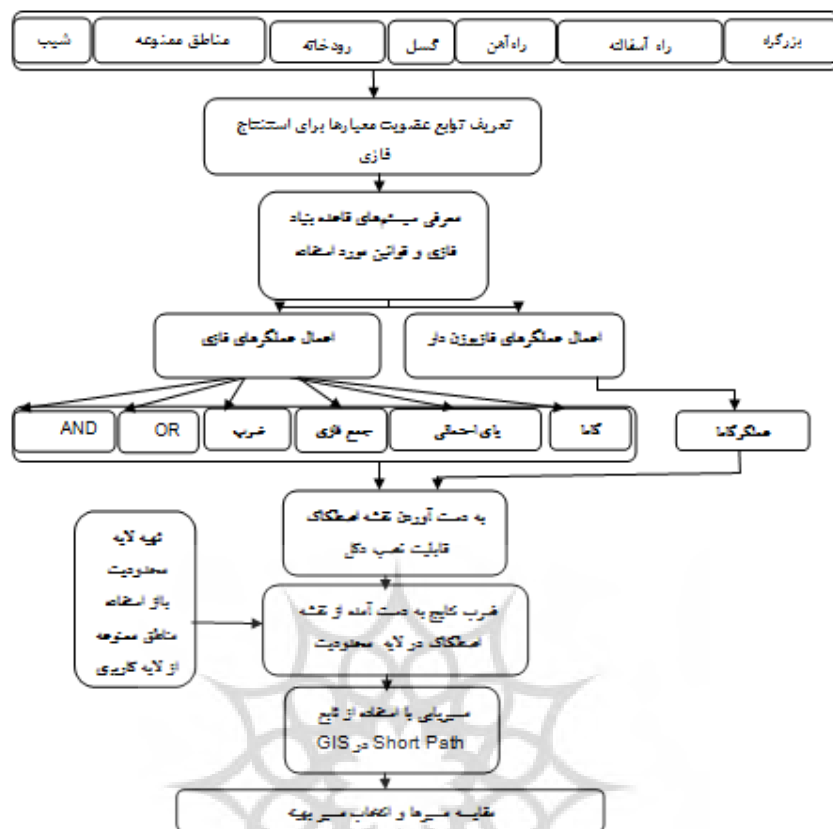 بزرگراه
راه آسفالته
راه‌آهن
گسل
رودخانه
مناطق ممنوعه
شیب
تعریف توابع عضویت معیارها برای استنتاج
فازی
معرفی سیستم‌های قاعده بنیاد
فازی و قوانین مورد استفاده
اعمال عملگرهای فازی‌وزن دار
اعمال عملگرهای فازی
عملگرگاما
گاما
یای احتمالی
جمع فازی
ضرب
OR
AND
به دست آوردن نقشه اصطکاک
قابلیت نصب دکل
تهیه لایه
محدودیت
بااز استفاده
مناطق ممنوعه
از لایه کاربری
ضرب نتایج به دست آمده از نقشه
اصطکاک در لایه محدودیت
مسیریابی با استفاده از تابع
Short Path در GIS
مقایسه مسیرها و انتخاب مسیر بهینه